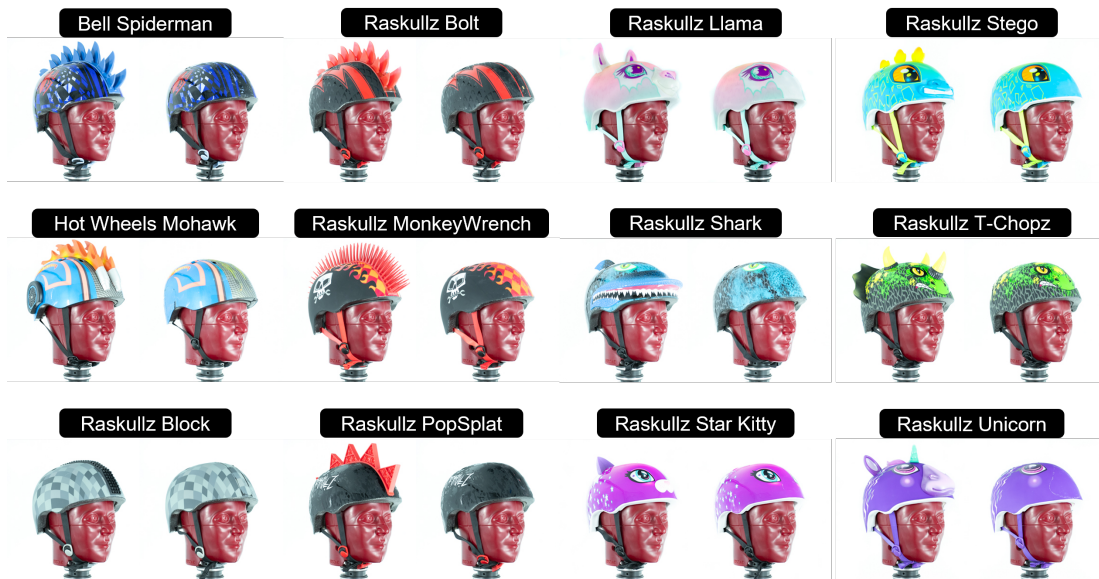 Bell Spiderman
Raskullz Bolt
Raskullz Llama
Raskullz Stego
Hot Wheels Mohawk
Raskullz MonkeyWrench
Raskullz Shark
Raskullz T-Chopz
Raskullz Block
Raskullz PopSplat
Raskullz Star Kitty
Raskullz Unicorn